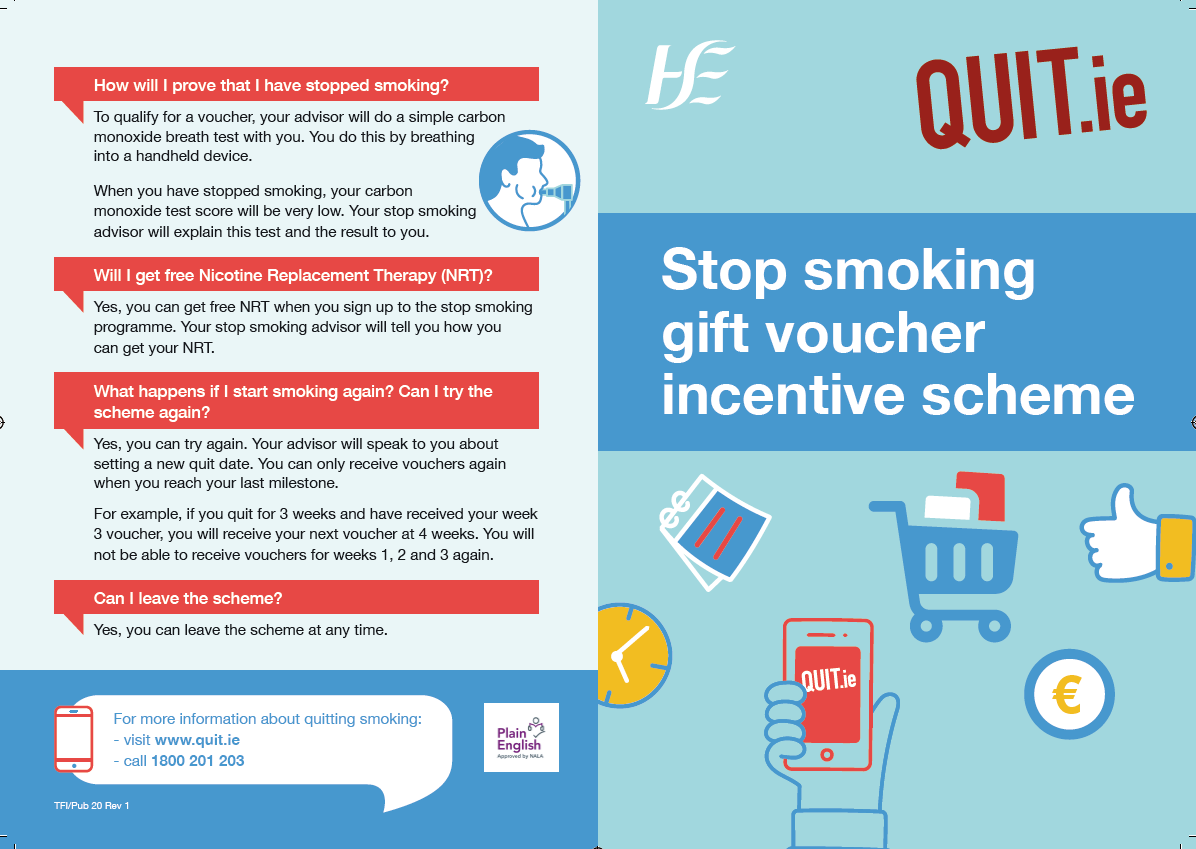 How will I prove that I have stopped smoking?
To qualify for a voucher, your advisor will do a simple carbon
monoxide breath test with you. You do this by breathing
into a handheld device.
When you have stopped smoking, your carbon
monoxide test score will be very low. Your stop smoking
advisor will explain this test and the result to you.
Will I get free Nicotine Replacement Therapy (NRT)?
Yes, you can get free NRT when you sign up to the stop smoking
programme. Your stop smoking advisor will tell you how you
can get your NRT.
What happens if I start smoking again? Can I try the
scheme again?
Yes, you can try again. Your advisor will speak to you about
setting a new quit date. You can only receive vouchers again
when you reach your last milestone.
For example, if you quit for 3 weeks and have received your week
3 voucher, you will receive your next voucher at 4 weeks. You will
not be able to receive vouchers for weeks 1, 2 and 3 again.
Can I leave the scheme?
Yes, you can leave the scheme at any time.
For more information about quitting smoking:
- visit www.quit.ie
- call 1800 201 203
Plain
English
Approved by NALA
TFI/Pub 20 Rev 1
HSE
QUIT.ie
Stop smoking
gift voucher
incentive scheme
QUIT.ie
€